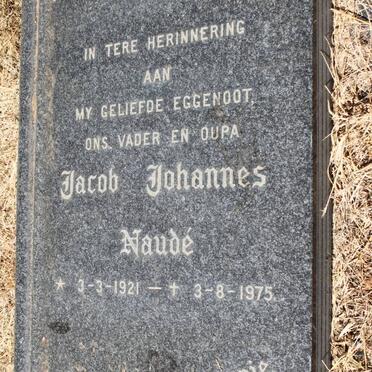 IN TERE HERINNERING
AAN
MY GELIEFDE EGGENOOT,
ONS VADER EN OUPA
Jacob Johannes
Naudé
* 3-3-1921 — † 3-8-1975